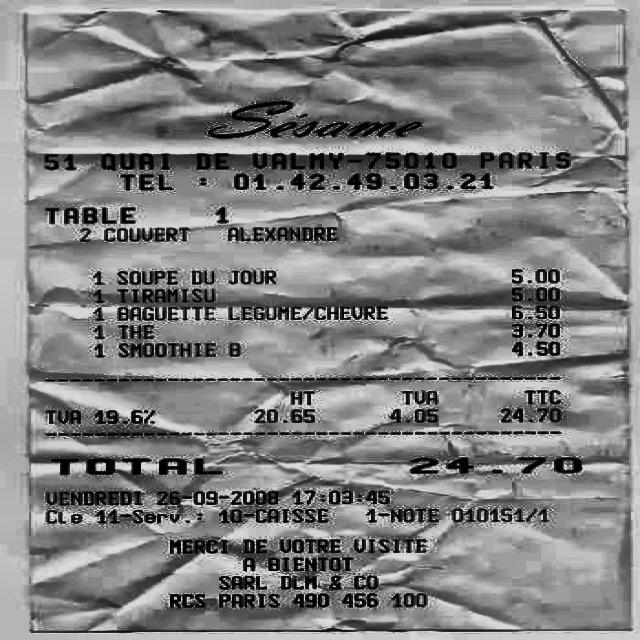 Sésame
51 QUAI DE VALMY-75010 PARIS
TEL : 01.42.49.03.21
TABLE 1
2 COUVERT ALEXANDRE
1 SOUPE DU JOUR 5.00
1 TIRAMISU 5.00
1 BAGUETTE LEGUME/CHEVRE 6.50
1 THE 3.70
1 SMOOTHIE B 4.50
HT TVA TTC
TVA 19.6% 20.65 4.05 24.70
TOTAL 24.70
VENDREDI 26-09-2008 17:03:45
Cle 11-Serv.: 10-CAISSE 1-NOTE 010151/1
MERCI DE VOTRE VISITE
A BIENTOT
SARL DLM & CO
RCS PARIS 490 456 100